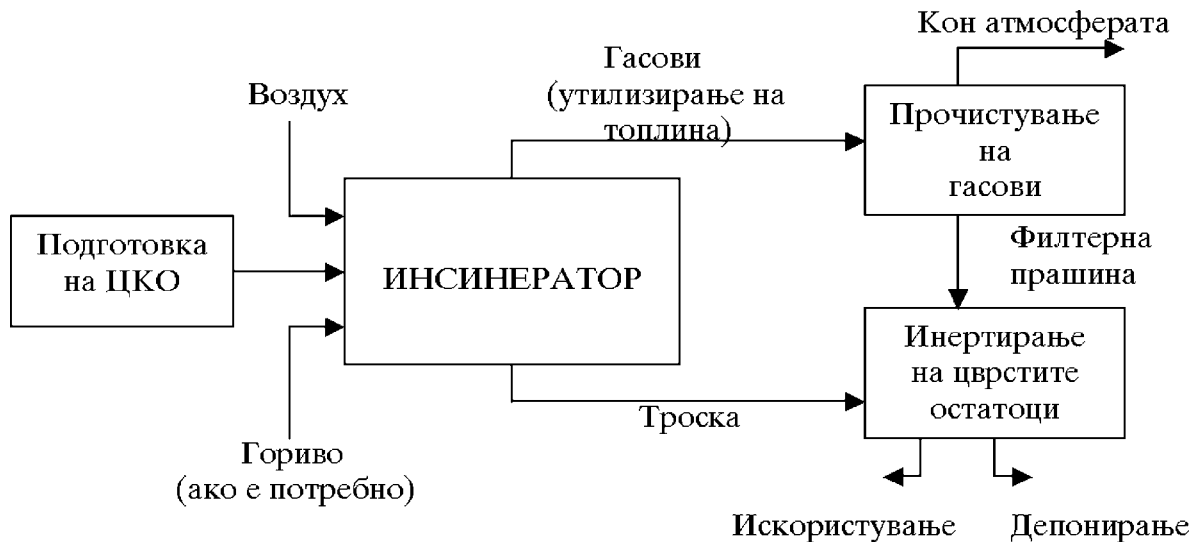 Кон атмосферата
Гасови
(утилизирање на
топлина)
Воздух
Прочистување
на
гасови
Подготовка
на ЦКО
ИНСИНЕРАТОР
Филтерна
прашина
Инертирање
на цврстите
остатоци
Троска
Гориво
(ако е потребно)
Искористување
Депонирање